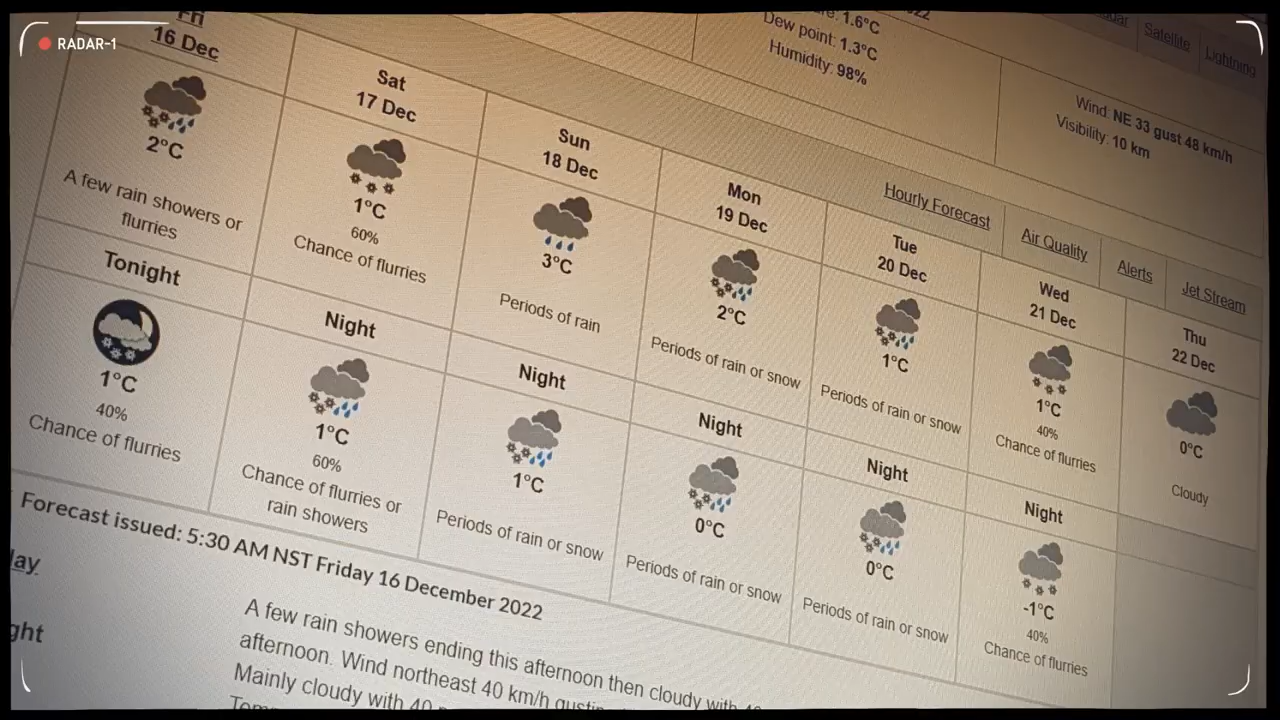 RADAR-1
1.6°C
Dew point: 1.3°C
Humidity: 98%
Satellite
Lightning
Wind: NE 33 gust 48 km/h
Visibility: 10 km
Hourly Forecast
Air Quality
Alerts
Jet Stream
Fri
16 Dec
2°C
A few rain showers or
flurries
Tonight
1°C
40%
Chance of flurries
Sat
17 Dec
1°C
60%
Chance of flurries
Night
1°C
60%
Chance of flurries or
rain showers
Sun
18 Dec
3°C
Periods of rain
Night
1°C
Periods of rain or snow
Mon
19 Dec
2°C
Periods of rain or snow
Night
0°C
Periods of rain or snow
Tue
20 Dec
1°C
Periods of rain or snow
Night
0°C
Periods of rain or snow
Wed
21 Dec
1°C
40%
Chance of flurries
Night
-1°C
40%
Chance of flurries
Thu
22 Dec
0°C
Cloudy
Forecast issued: 5:30 AM NST Friday 16 December 2022
A few rain showers ending this afternoon then cloudy with
afternoon. Wind northeast 40 km/h
Mainly cloudy with 40